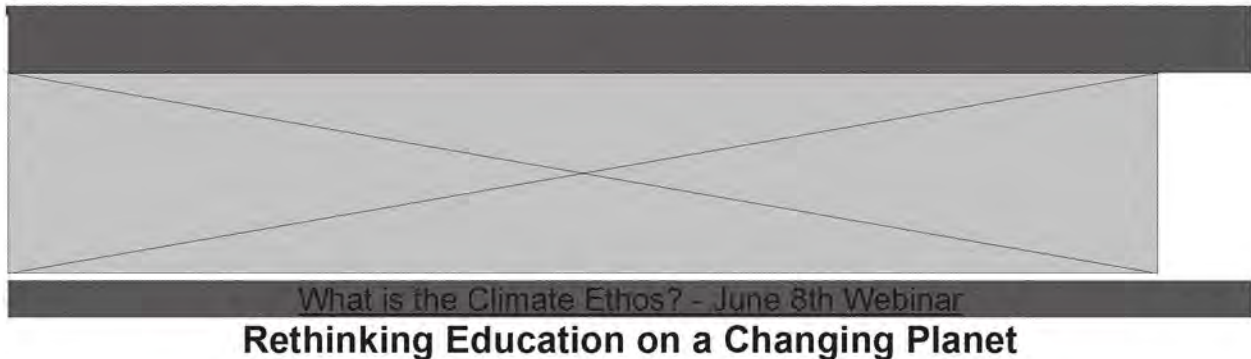 What is the Climate Ethos? - June 8th Webinar
Rethinking Education on a Changing Planet